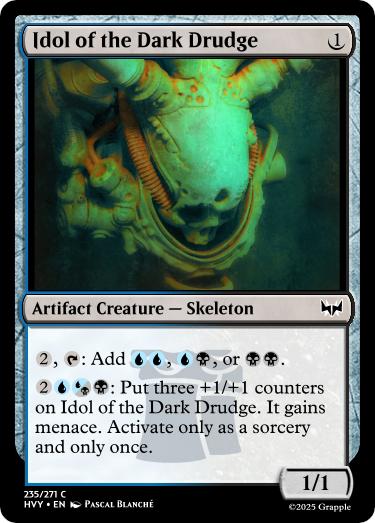 Idol of the Dark Drudge 1
Artifact Creature — Skeleton
2, : Add , , or .
2 : Put three +1/+1 counters
on Idol of the Dark Drudge. It gains
menace. Activate only as a sorcery
and only once.
1/1
235/271 C
HVY • EN Pascal Blanché
©2025 Grapple